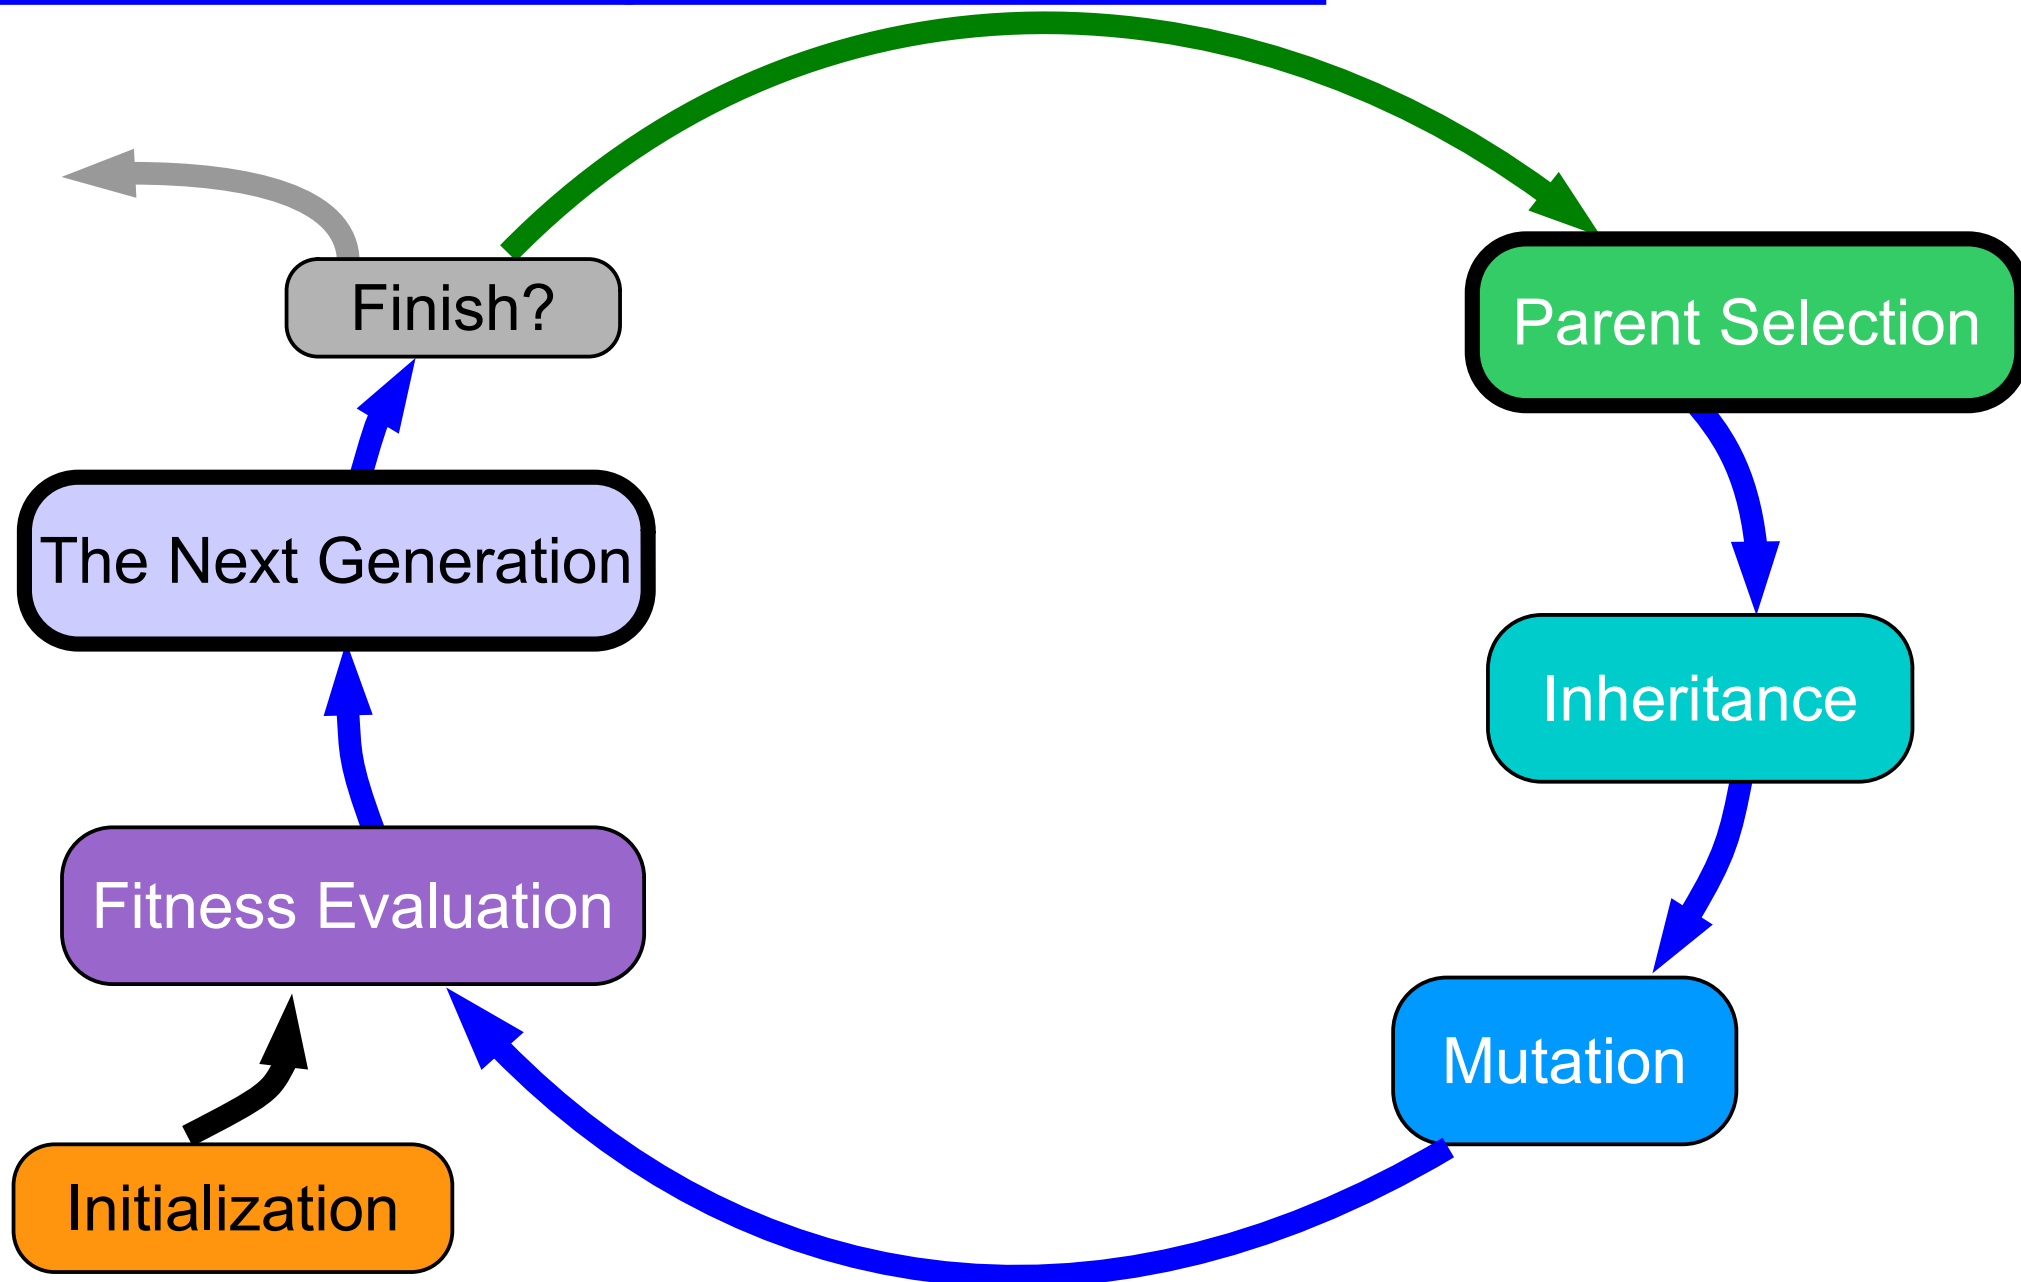 Finish?
Parent Selection
The Next Generation
Inheritance
Fitness Evaluation
Mutation
Initialization